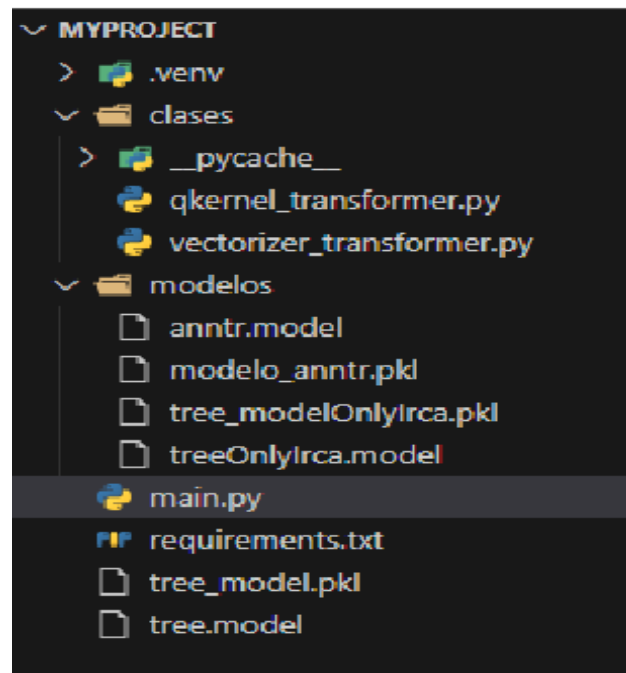 MYPROJECT
.venv
clases
__pycache__
qkernel_transformer.py
vectorizer_transformer.py
modelos
anntr.model
modelo_anntr.pkl
tree_modelOnlyIrca.pkl
treeOnlyIrca.model
main.py
requirements.txt
tree_model.pkl
tree.model